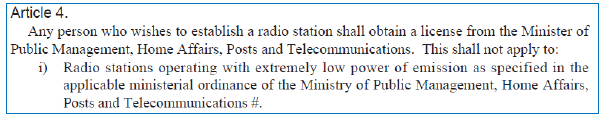 Article 4.
Any person who wishes to establish a radio station shall obtain a license from the Minister of
Public Management, Home Affairs, Posts and Telecommunications. This shall not apply to:
i) Radio stations operating with extremely low power of emission as specified in the
applicable ministerial ordinance of the Ministry of Public Management, Home Affairs,
Posts and Telecommunications #.